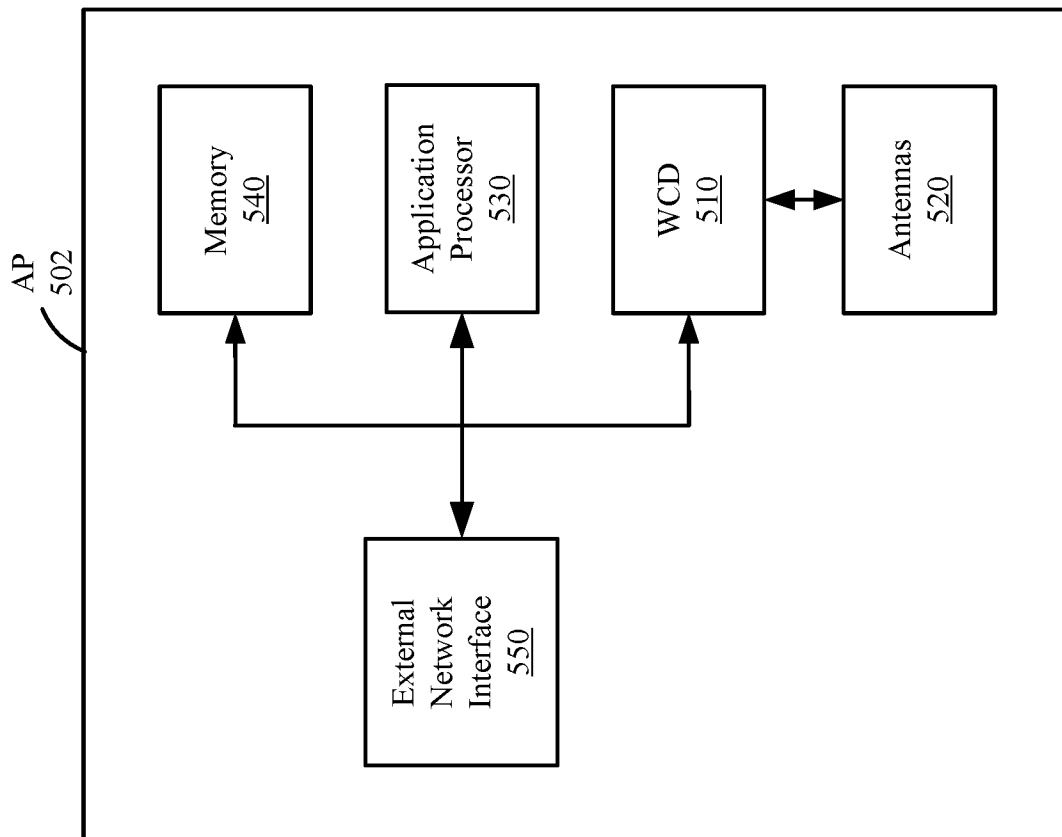 AP
502
Memory
540
Application
Processor
530
WCD
510
Antennas
520
External
Network
Interface
550